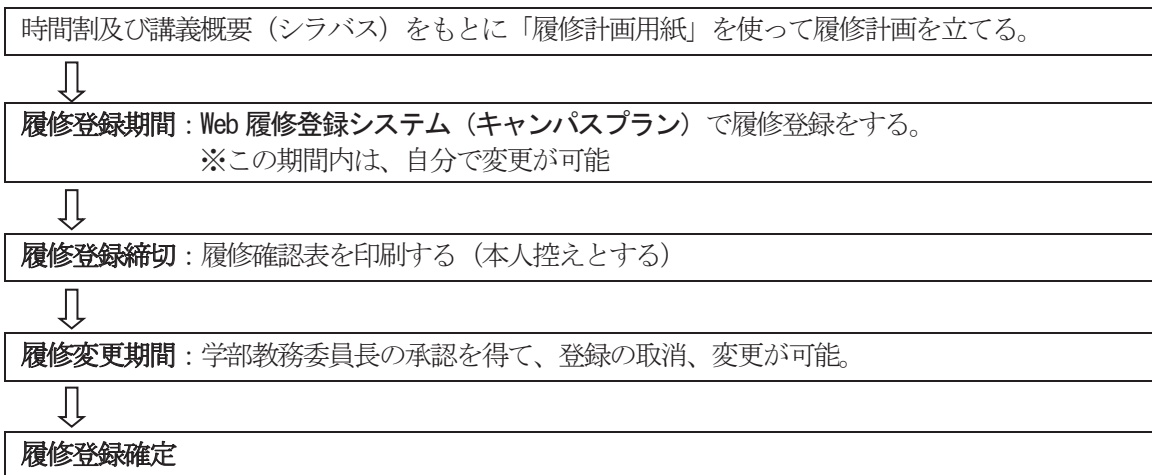 時間割及び講義概要（シラバス）をもとに「履修計画用紙」を使って履修計画を立てる。
履修登録期間：Web 履修登録システム（キャンパスプラン）で履修登録をする。
※この期間内は、自分で変更が可能
履修登録締切：履修確認表を印刷する（本人控えとする）
履修変更期間：学部教務委員長の承認を得て、登録の取消、変更が可能。
履修登録確定